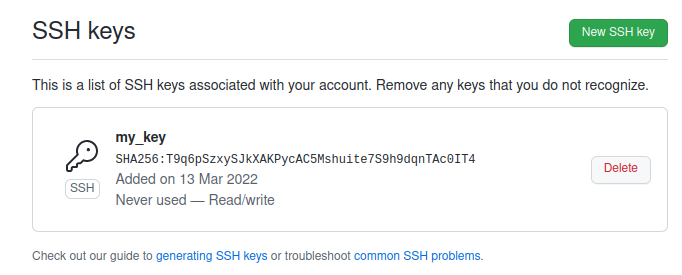 SSH keys
New SSH key
This is a list of SSH keys associated with your account. Remove any keys that you do not recognize.
my_key
SHA256:T9q6pSzxySJkXAKPycAC5Mshuite7S9h9dqnTAc0IT4
SSH
Added on 13 Mar 2022
Never used — Read/write
Delete
Check out our guide to generating SSH keys or troubleshoot common SSH problems.